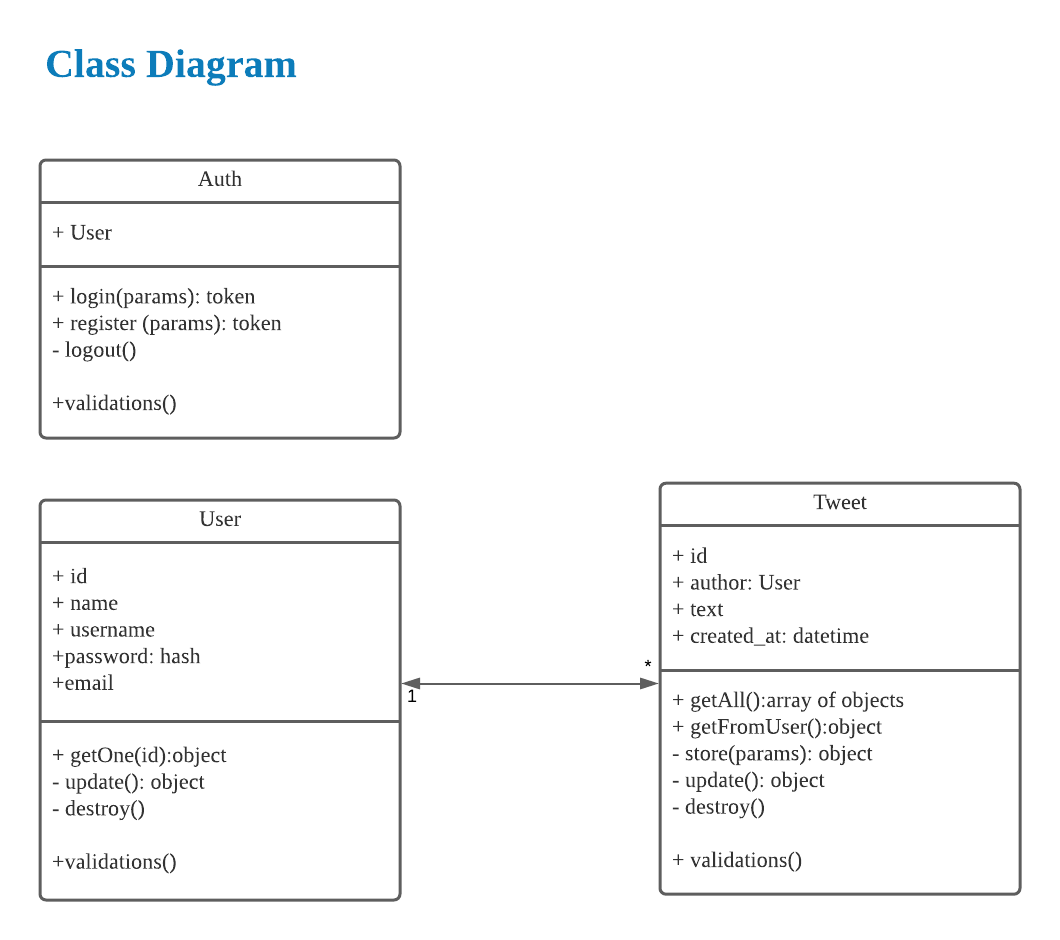 Class Diagram
Auth
+ User
+ login(params): token
+ register (params): token
- logout()
+validations()
User
+ id
+ name
+ username
+password: hash
+email
+ getOne(id):object
- update(): object
- destroy()
+validations()
1
*
Tweet
+ id
+ author: User
+ text
+ created_at: datetime
+ getAll():array of objects
+ getFromUser():object
- store(params): object
- update(): object
- destroy()
+ validations()